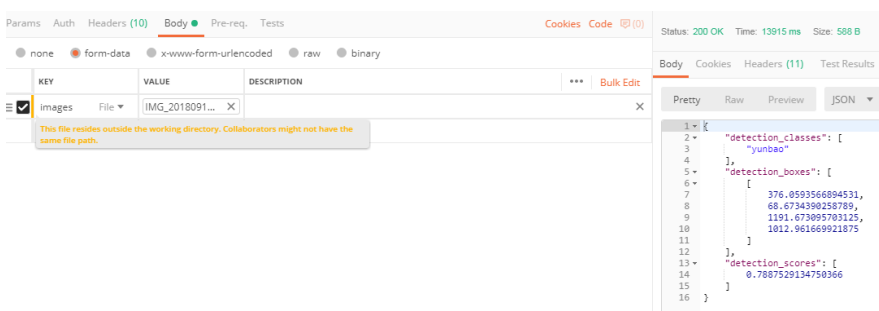 Params Auth Headers (10) Body Pre-req. Tests Cookies Code (0)
none form-data x-www-form-urlencoded raw binary
KEY VALUE DESCRIPTION ••• Bulk Edit
images File ▼ IMG_2018091... X X
This file resides outside the working directory. Collaborators might not have the
same file path.
Status: 200 OK Time: 13915 ms Size: 588 B
Body Cookies Headers (11) Test Results
Pretty Raw Preview JSON ▼
1 {
2 "detection_classes": [
3 "yunbao"
4 ],
5 "detection_boxes": [
6 [
7 376.0593566894531,
8 68.6734390258789,
9 1191.673095703125,
10 1012.961669921875
11 ]
12 ],
13 "detection_scores": [
14 0.7887529134750366
15 ]
16 }